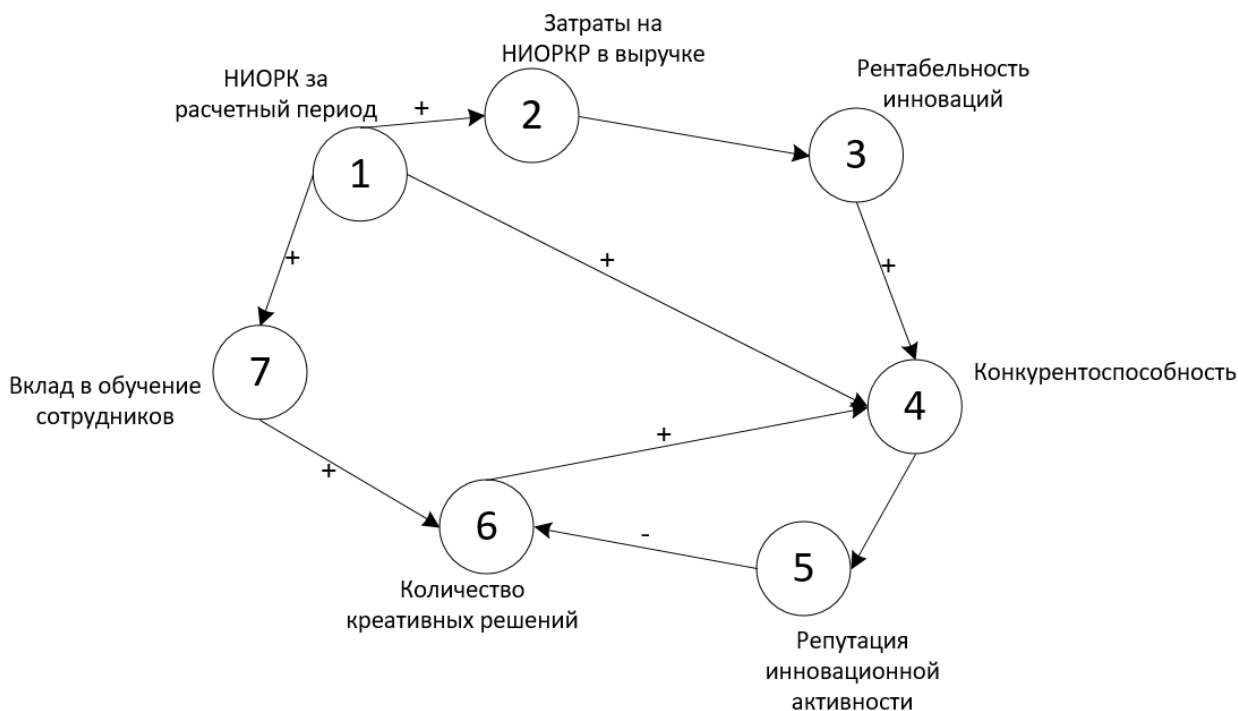 Затраты на
НИОРКР в выручке
НИОРК за
расчетный период
Рентабельность
инноваций
+
2
3
1
+
+
+
7
4
Конкурентоспособность
Вклад в обучение
сотрудников
+
+
6
-
5
Количество
креативных решений
Репутация
инновационной
активности